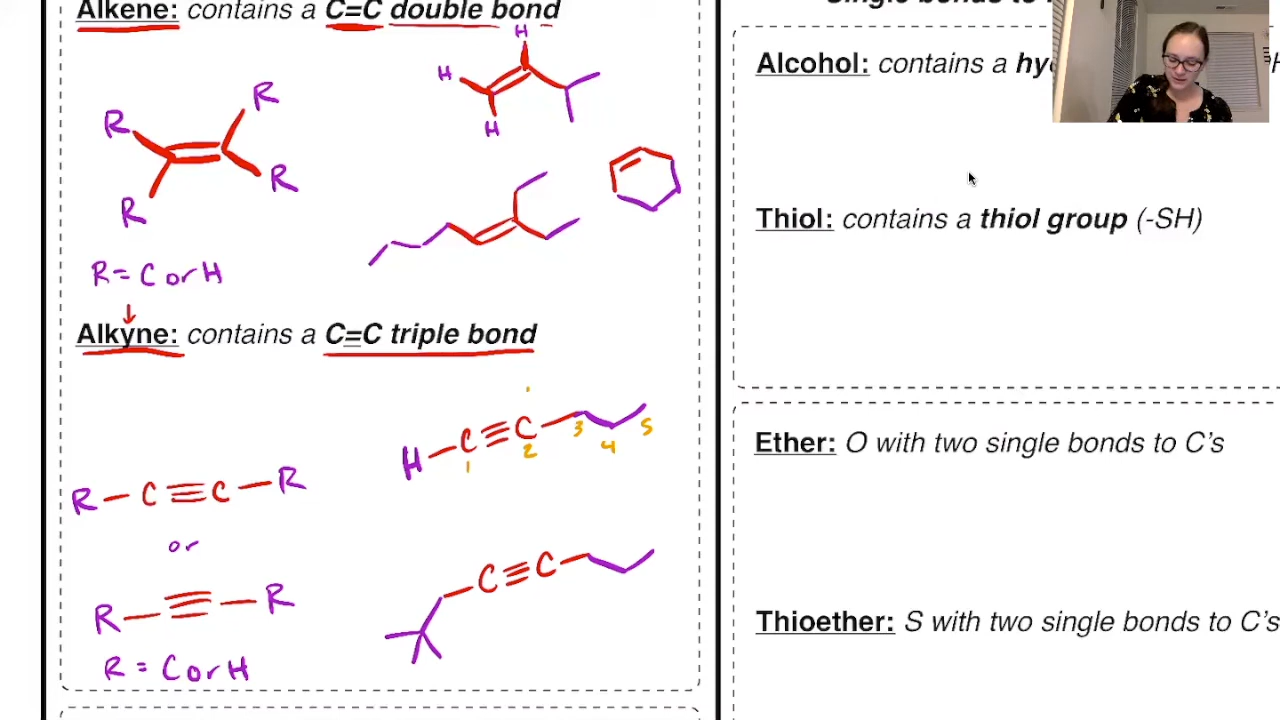 Alkene: contains a C=C double bond
H
H
H
R
R
R
R
R = C or H
↓
Alkyne: contains a C≡C triple bond
H - C ≡ C
1 2 3 4 5
R - C ≡ C - R
or
R - ≡ - R
R = C or H
C ≡ C
Alcohol: contains a
Thiol: contains a thiol group (-SH)
Ether: O with two single bonds to C's
Thioether: S with two single bonds to C's